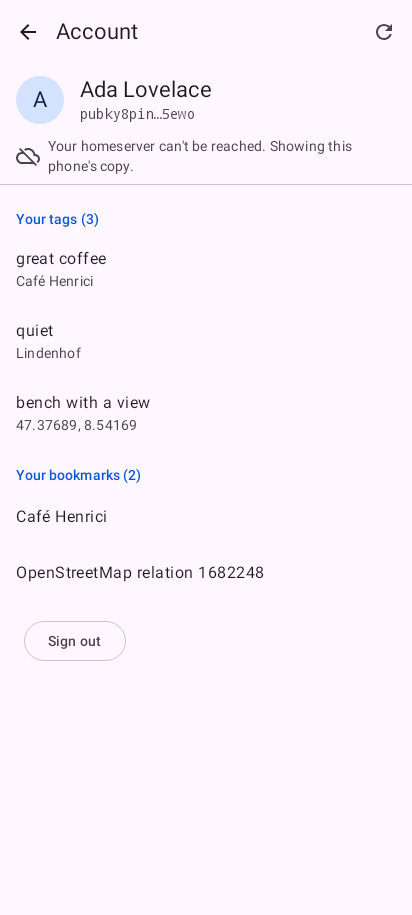 Account
A
Ada Lovelace
pubky8pin…5ewo
Your homeserver can't be reached. Showing this
phone's copy.
Your tags (3)
great coffee
Café Henrici
quiet
Lindenhof
bench with a view
47.37689, 8.54169
Your bookmarks (2)
Café Henrici
OpenStreetMap relation 1682248
Sign out